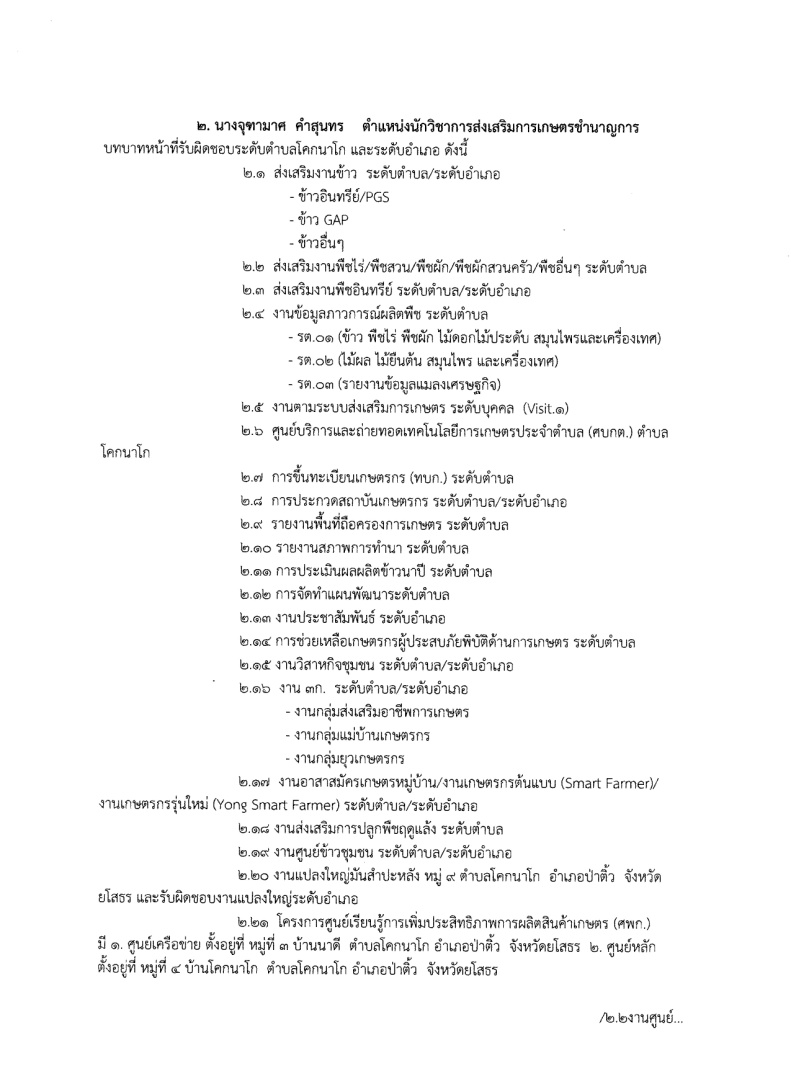 ๒. นางจุฑามาศ คำสุนทร ตำแหน่งนักวิชาการส่งเสริมการเกษตรชำนาญการ
บทบาทหน้าที่รับผิดชอบระดับตำบลโคกนาโก และระดับอำเภอ ดังนี้
๒.๑ ส่งเสริมงานข้าว ระดับตำบล/ระดับอำเภอ
- ข้าวอินทรีย์/PGS
- ข้าว GAP
- ข้าวอื่นๆ
๒.๒ ส่งเสริมงานพืชไร่/พืชสวน/พืชผัก/พืชผักสวนครัว/พืชอื่นๆ ระดับตำบล
๒.๓ ส่งเสริมงานพืชอินทรีย์ ระดับตำบล/ระดับอำเภอ
๒.๔ งานข้อมูลภาวการณ์ผลิตพืช ระดับตำบล
- รต.๐๑ (ข้าว พืชไร่ พืชผัก ไม้ดอกไม้ประดับ สมุนไพรและเครื่องเทศ)
- รต.๐๒ (ไม้ผล ไม้ยืนต้น สมุนไพร และเครื่องเทศ)
- รต.๐๓ (รายงานข้อมูลแมลงเศรษฐกิจ)
๒.๕ งานตามระบบส่งเสริมการเกษตร ระดับบุคคล (Visit.๑)
๒.๖ ศูนย์บริการและถ่ายทอดเทคโนโลยีการเกษตรประจำตำบล (ศบกต.) ตำบล
โคกนาโก
๒.๗ การขึ้นทะเบียนเกษตรกร (ทบก.) ระดับตำบล
๒.๘ การประกวดสถาบันเกษตรกร ระดับตำบล/ระดับอำเภอ
๒.๙ รายงานพื้นที่ถือครองการเกษตร ระดับตำบล
๒.๑๐ รายงานสภาพการทำนา ระดับตำบล
๒.๑๑ การประเมินผลผลิตข้าวนาปี ระดับตำบล
๒.๑๒ การจัดทำแผนพัฒนาระดับตำบล
๒.๑๓ งานประชาสัมพันธ์ ระดับอำเภอ
๒.๑๔ การช่วยเหลือเกษตรกรผู้ประสบภัยพิบัติด้านการเกษตร ระดับตำบล
๒.๑๕ งานวิสาหกิจชุมชน ระดับตำบล/ระดับอำเภอ
๒.๑๖ งาน ๓ก. ระดับตำบล/ระดับอำเภอ
- งานกลุ่มส่งเสริมอาชีพการเกษตร
- งานกลุ่มแม่บ้านเกษตรกร
- งานกลุ่มยุวเกษตรกร
๒.๑๗ งานอาสาสมัครเกษตรหมู่บ้าน/งานเกษตรกรต้นแบบ (Smart Farmer)/
งานเกษตรกรรุ่นใหม่ (Yong Smart Farmer) ระดับตำบล/ระดับอำเภอ
๒.๑๘ งานส่งเสริมการปลูกพืชฤดูแล้ง ระดับตำบล
๒.๑๙ งานศูนย์ข้าวชุมชน ระดับตำบล/ระดับอำเภอ
๒.๒๐ งานแปลงใหญ่มันสำปะหลัง หมู่ ๙ ตำบลโคกนาโก อำเภอป่าติ้ว จังหวัด
ยโสธร และรับผิดชอบงานแปลงใหญ่ระดับอำเภอ
๒.๒๑ โครงการศูนย์เรียนรู้การเพิ่มประสิทธิภาพการผลิตสินค้าเกษตร (ศพก.)
มี ๑. ศูนย์เครือข่าย ตั้งอยู่ที่ หมู่ที่ ๓ บ้านนาดี ตำบลโคกนาโก อำเภอป่าติ้ว จังหวัดยโสธร ๒. ศูนย์หลัก
ตั้งอยู่ที่ หมู่ที่ ๔ บ้านโคกนาโก ตำบลโคกนาโก อำเภอป่าติ้ว จังหวัดยโสธร
/๒.๒งานศูนย์...